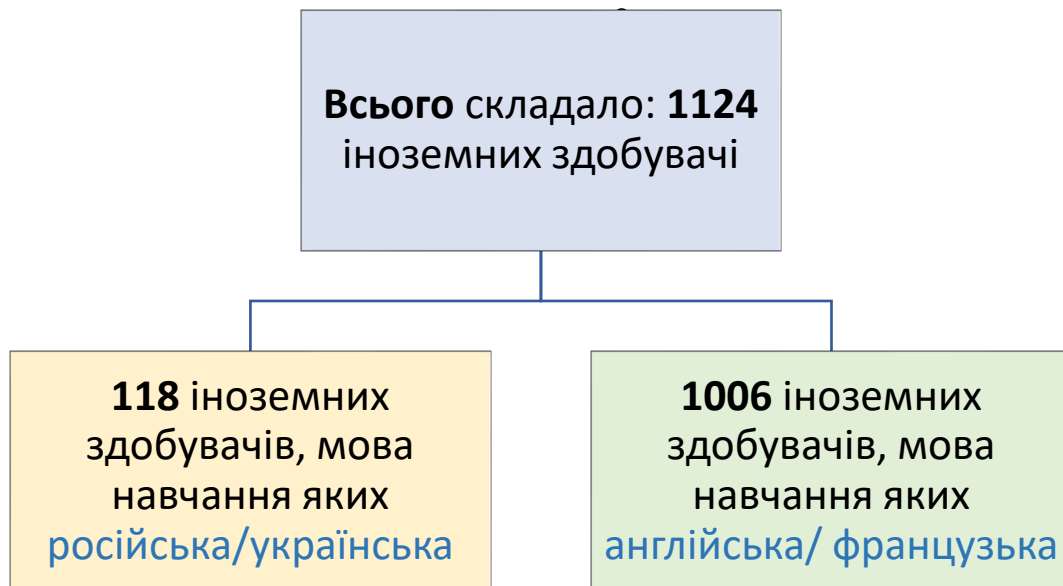 Всього складало: 1124
іноземних здобувачі
118 іноземних
здобувачів, мова
навчання яких
російська/українська
1006 іноземних
здобувачів, мова
навчання яких
англійська/ французька